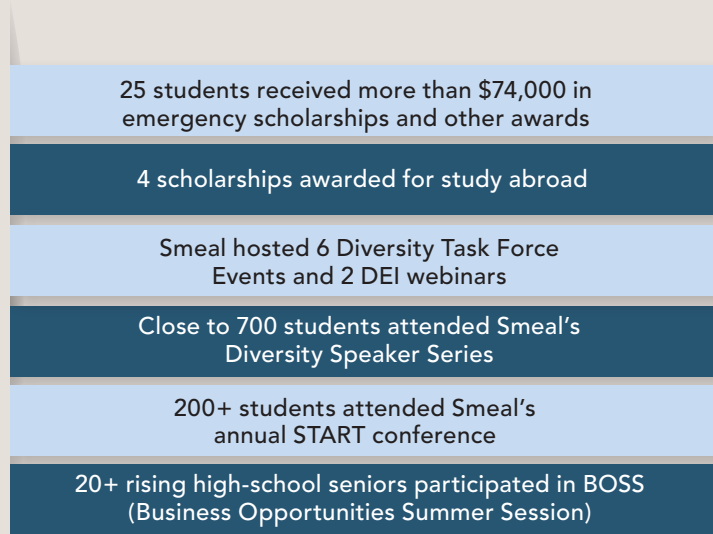 25 students received more than $74,000 in
emergency scholarships and other awards
4 scholarships awarded for study abroad
Smeal hosted 6 Diversity Task Force
Events and 2 DEI webinars
Close to 700 students attended Smeal’s
Diversity Speaker Series
200+ students attended Smeal’s
annual START conference
20+ rising high-school seniors participated in BOSS
(Business Opportunities Summer Session)